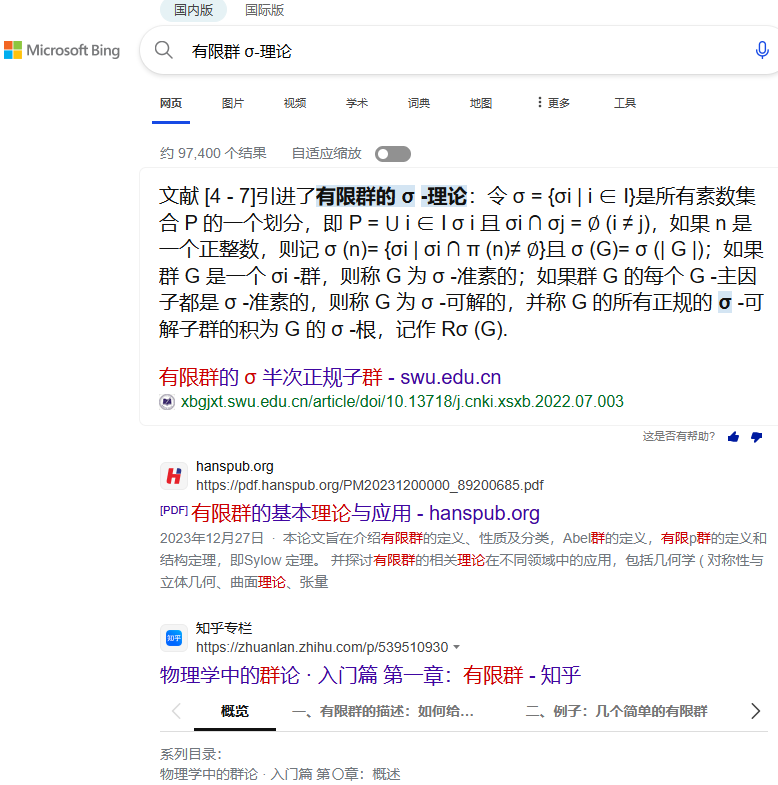 国内版 国际版
Microsoft Bing
有限群 σ-理论
网页 图片 视频 学术 词典 地图 更多 工具
约 97,400 个结果 自适应缩放
文献 [4 - 7]引进了有限群的 σ -理论：令 σ = {σi | i ∈ I}是所有素数集
合 P 的一个划分，即 P = ∪ i ∈ I σ i 且 σi ∩ σj = ∅ (i ≠ j)，如果 n 是
一个正整数，则记 σ (n)= {σi | σi ∩ π (n)≠ ∅}且 σ (G)= σ (| G |)；如果
群 G 是一个 σi -群，则称 G 为 σ -准素的；如果群 G 的每个 G -主因
子都是 σ -准素的，则称 G 为 σ -可解的，并称 G 的所有正规的 σ -可
解子群的积为 G 的 σ -根，记作 Rσ (G).
有限群的 σ 半次正规子群 - swu.edu.cn
xbgjxt.swu.edu.cn/article/doi/10.13718/j.cnki.xsxb.2022.07.003
这是否有帮助?
hanspub.org
https://pdf.hanspub.org/PM20231200000_89200685.pdf
[PDF] 有限群的基本理论与应用 - hanspub.org
2023年12月27日 · 本论文旨在介绍有限群的定义、性质及分类，Abel群的定义，有限p群的定义和
结构定理，即Sylow 定理。 并探讨有限群的相关理论在不同领域中的应用，包括几何学 ( 对称性与
立体几何、曲面理论、张量
知乎专栏
知乎
https://zhuanlan.zhihu.com/p/539510930
物理学中的群论 · 入门篇 第一章：有限群 - 知乎
概览 一、有限群的描述：如何给... 二、例子：几个简单的有限群
系列目录：
物理学中的群论 · 入门篇 第〇章：概述